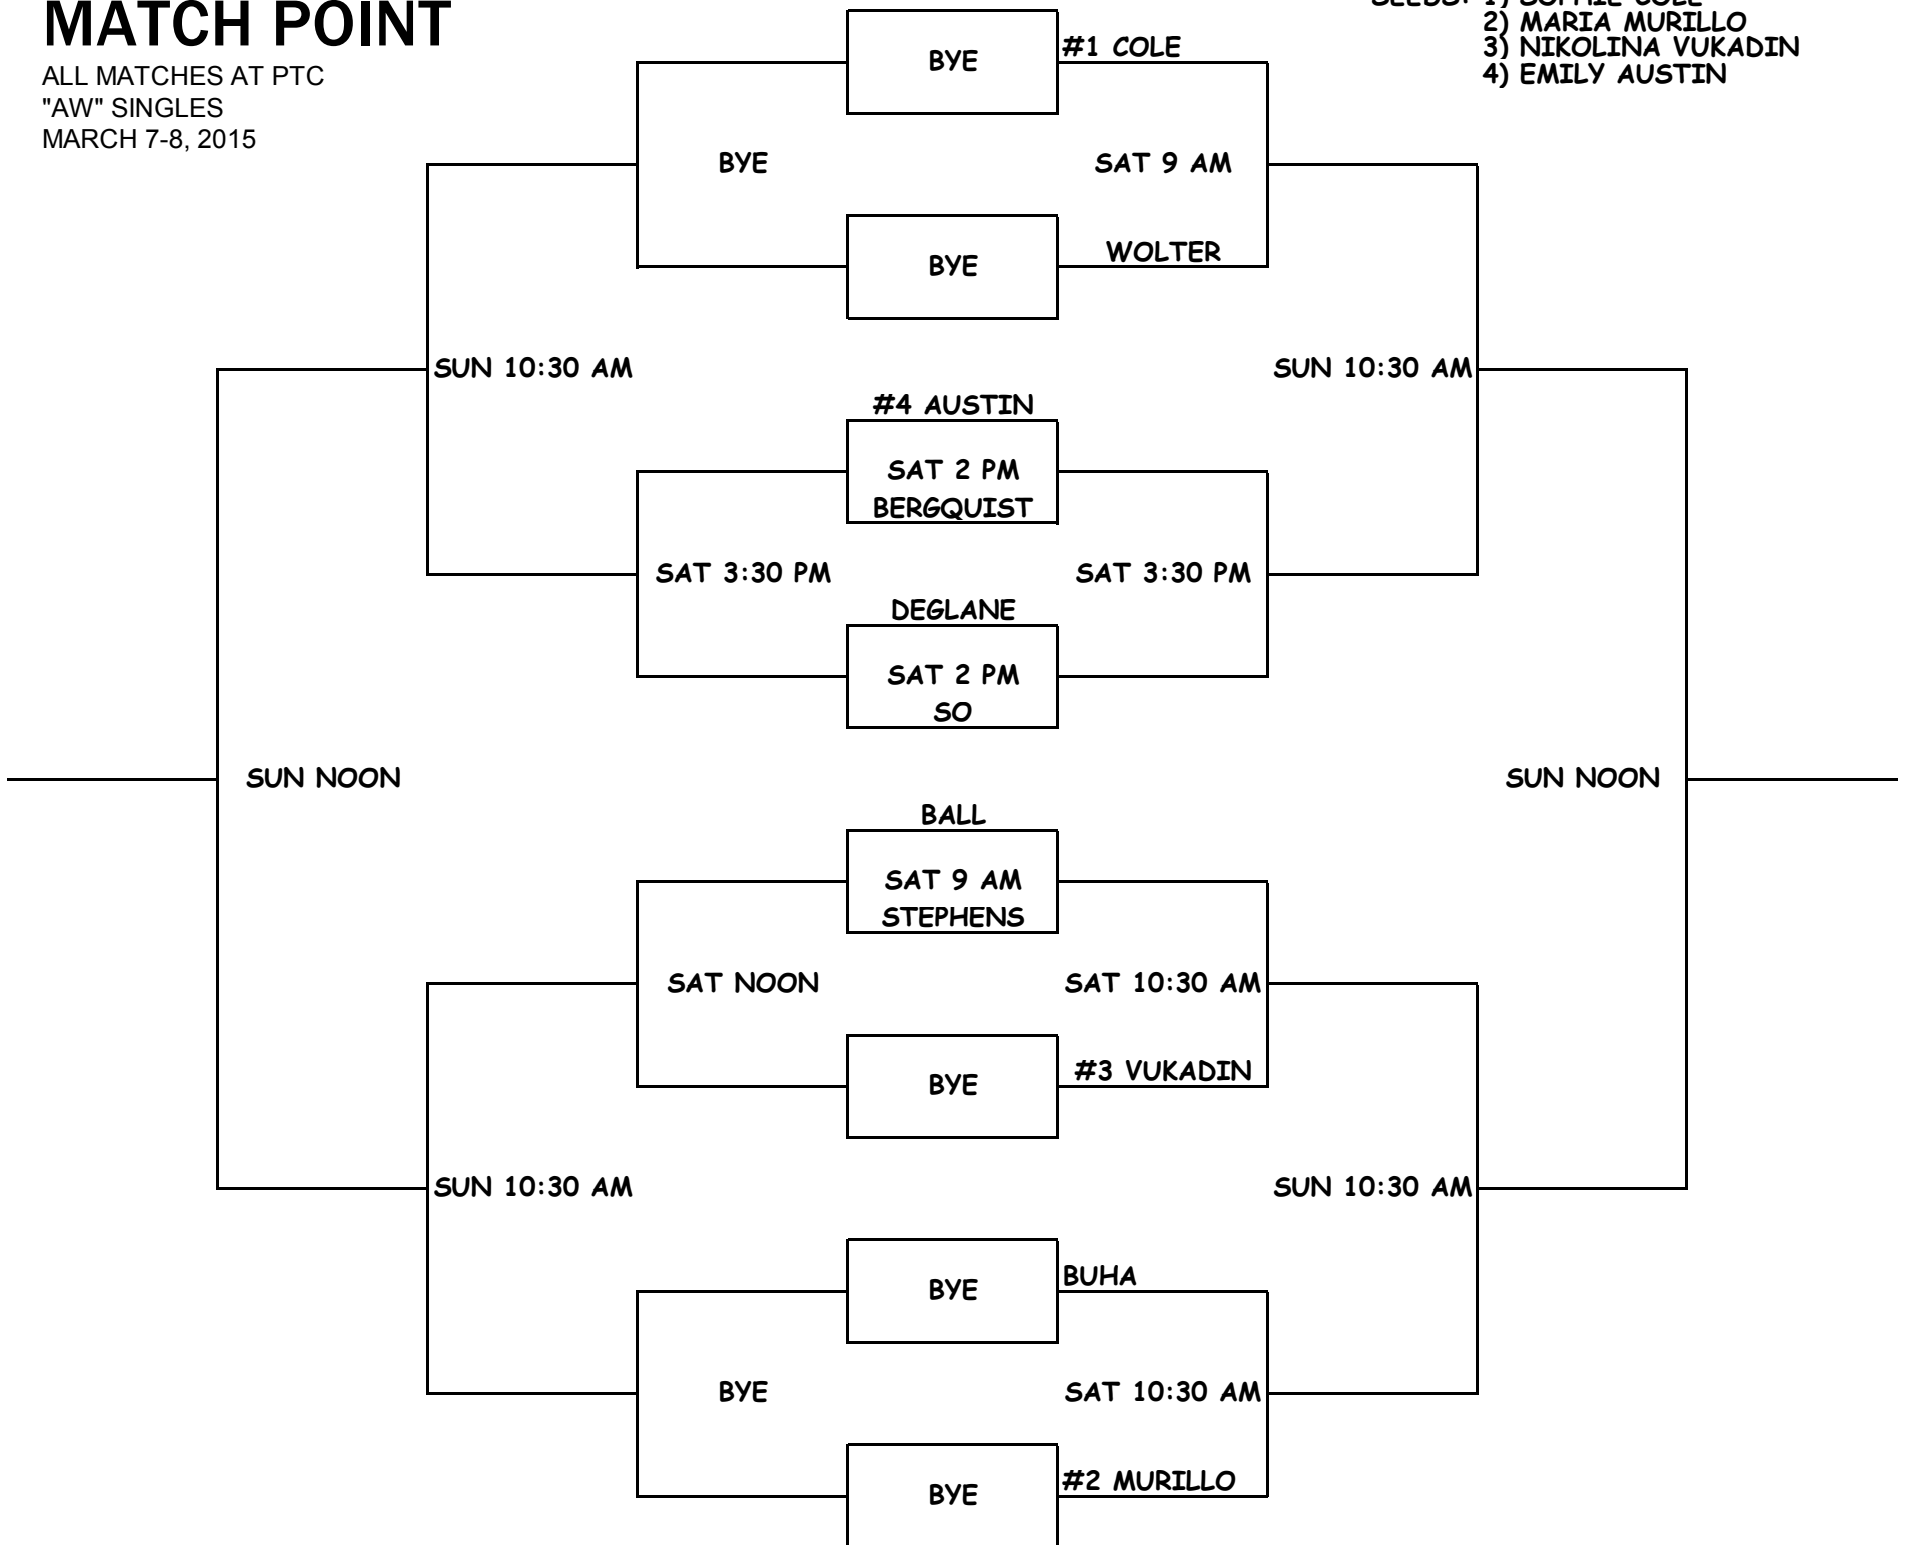 MATCH POINT
SEEDS: 1) SOPHIE COLE
2) MARIA MURILLO
3) NIKOLINA VUKADIN
4) EMILY AUSTIN
ALL MATCHES AT PTC
"AW" SINGLES
MARCH 7-8, 2015
#1 COLE
BYE
BYE
SAT 9 AM
WOLTER
BYE
SUN 10:30 AM
SUN 10:30 AM
#4 AUSTIN
SAT 2 PM
BERGQUIST
SAT 3:30 PM
SAT 3:30 PM
DEGLANE
SAT 2 PM
SO
SUN NOON
SUN NOON
BALL
SAT 9 AM
STEPHENS
SAT NOON
SAT 10:30 AM
BYE
#3 VUKADIN
SUN 10:30 AM
SUN 10:30 AM
BYE
BUHA
BYE
SAT 10:30 AM
BYE
#2 MURILLO